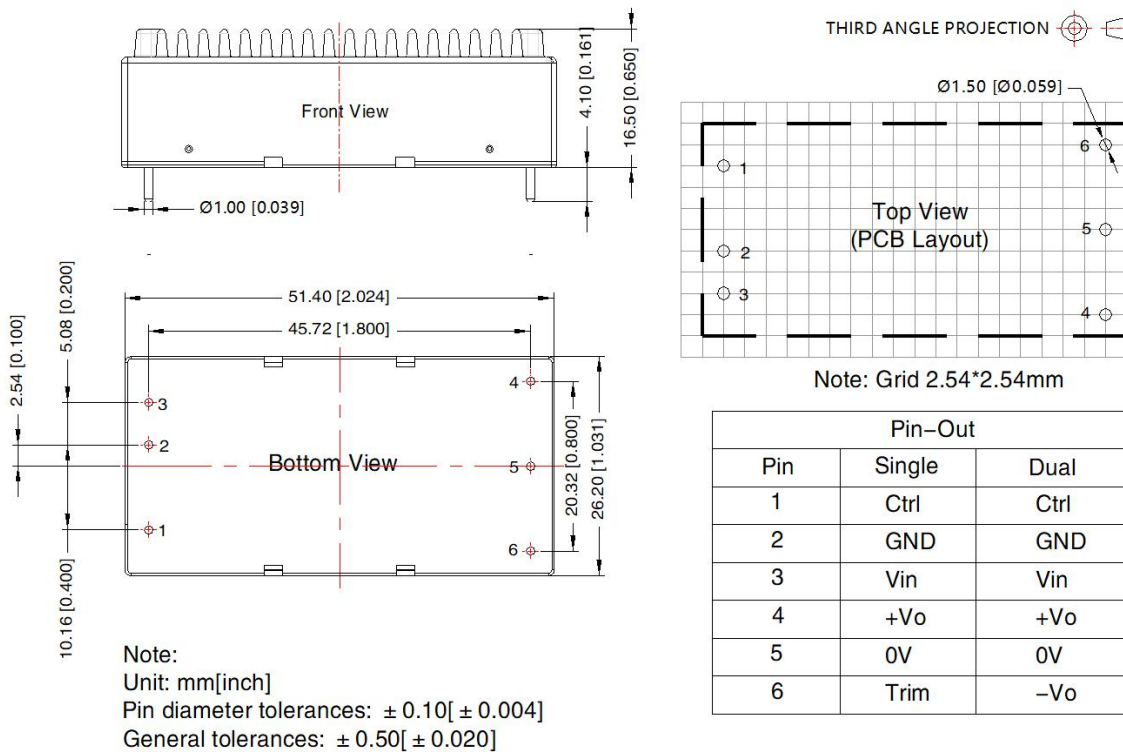 THIRD ANGLE PROJECTION
Front View
4.10 [0.161]
16.50 [0.650]
Ø1.00 [0.039]
Ø1.50 [Ø0.059]
1
2
3
4
5
6
Top View
(PCB Layout)
Note: Grid 2.54*2.54mm
51.40 [2.024]
45.72 [1.800]
5.08 [0.200]
2.54 [0.100]
10.16 [0.400]
3
2
1
4
5
6
Bottom View
20.32 [0.800]
26.20 [1.031]
Pin−Out
Pin Single Dual
1 Ctrl Ctrl
2 GND GND
3 Vin Vin
4 +Vo +Vo
5 0V 0V
6 Trim −Vo
Note:
Unit: mm[inch]
Pin diameter tolerances: ± 0.10[ ± 0.004]
General tolerances: ± 0.50[ ± 0.020]